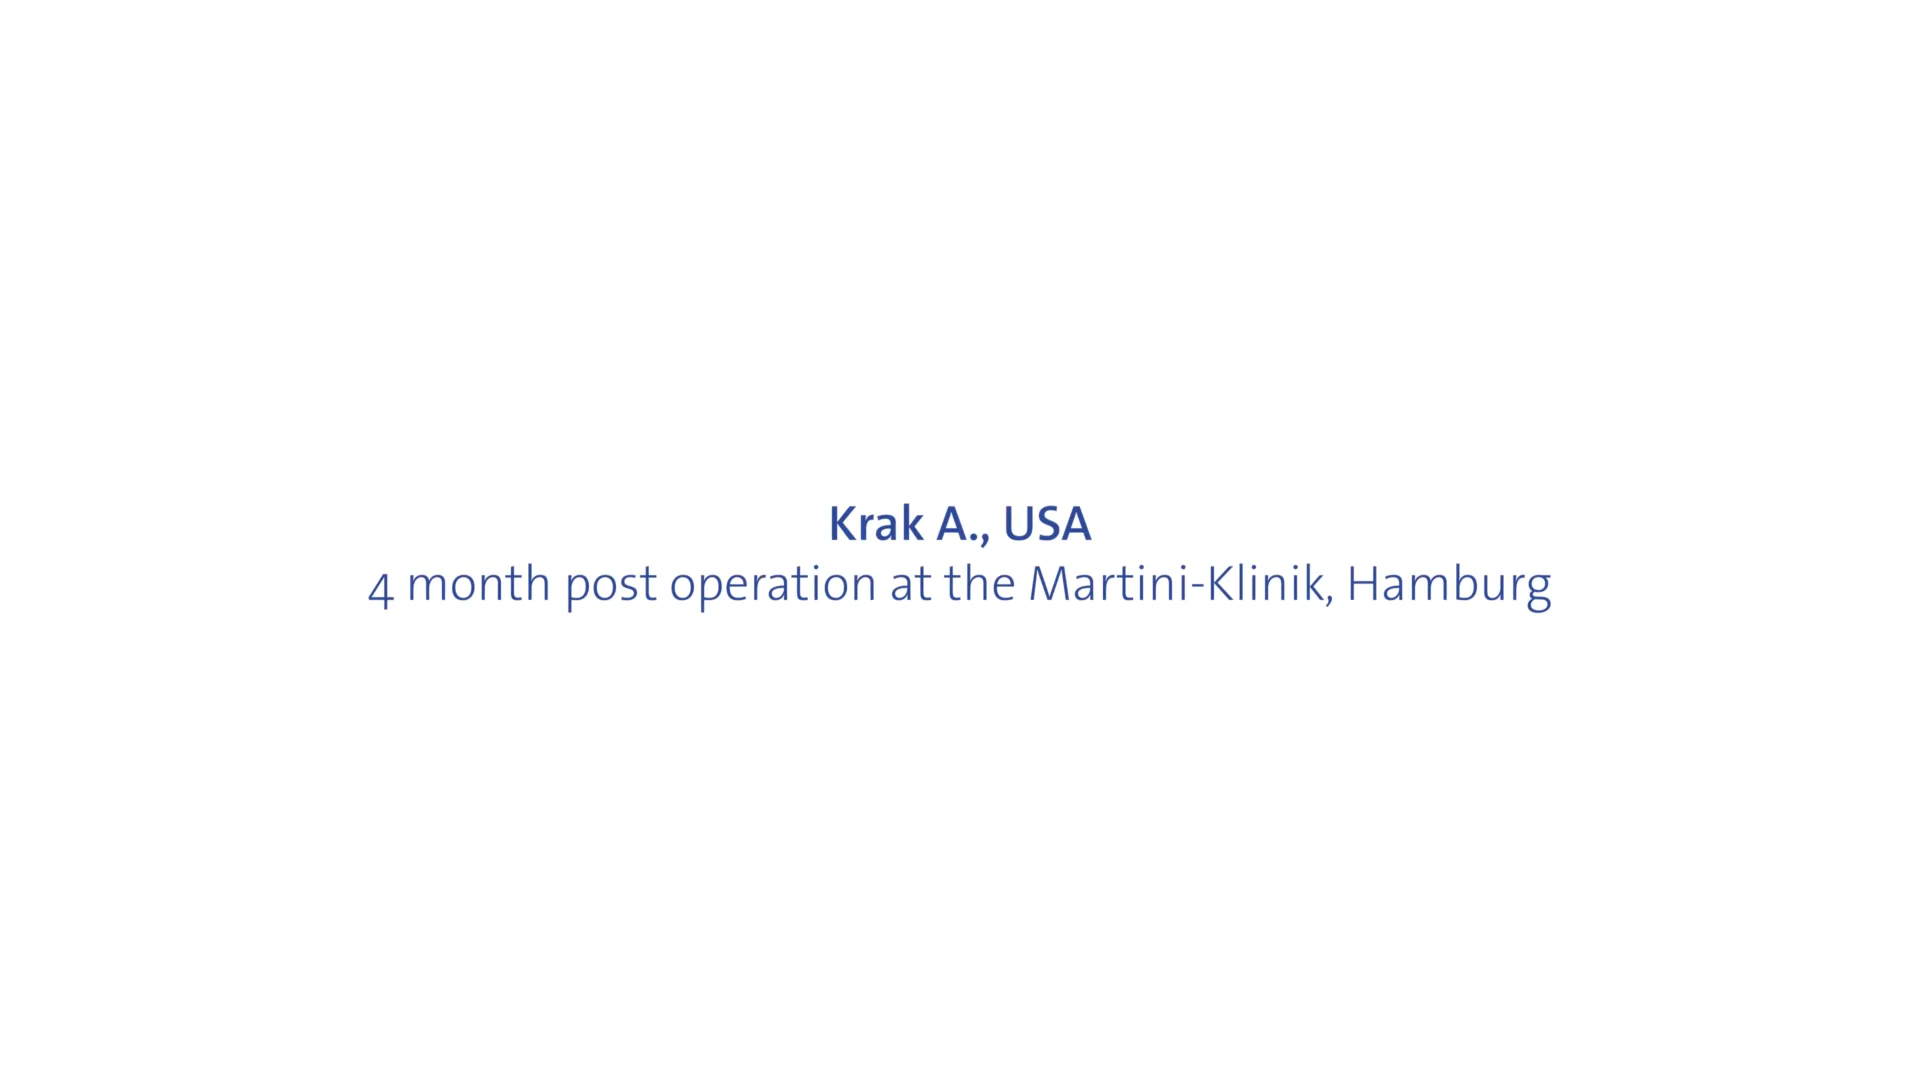 Krak A., USA
4 month post operation at the Martini-Klinik, Hamburg